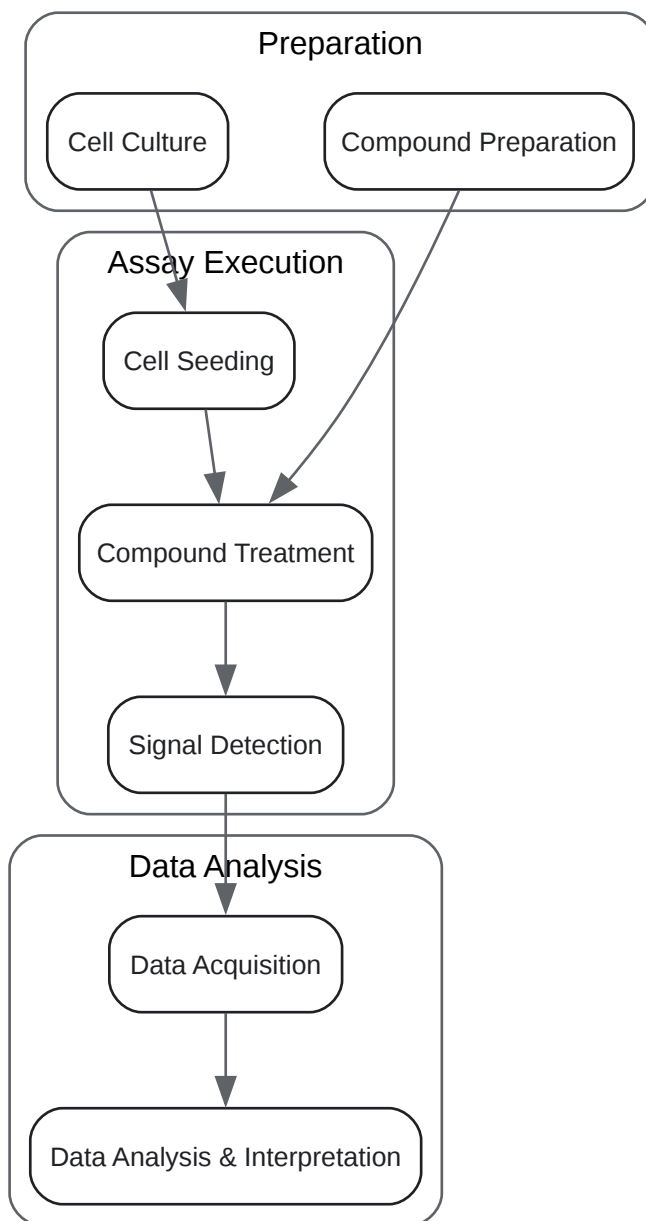 Preparation
Cell Culture
Compound Preparation
Assay Execution
Cell Seeding
Compound Treatment
Signal Detection
Data Analysis
Data Acquisition
Data Analysis & Interpretation